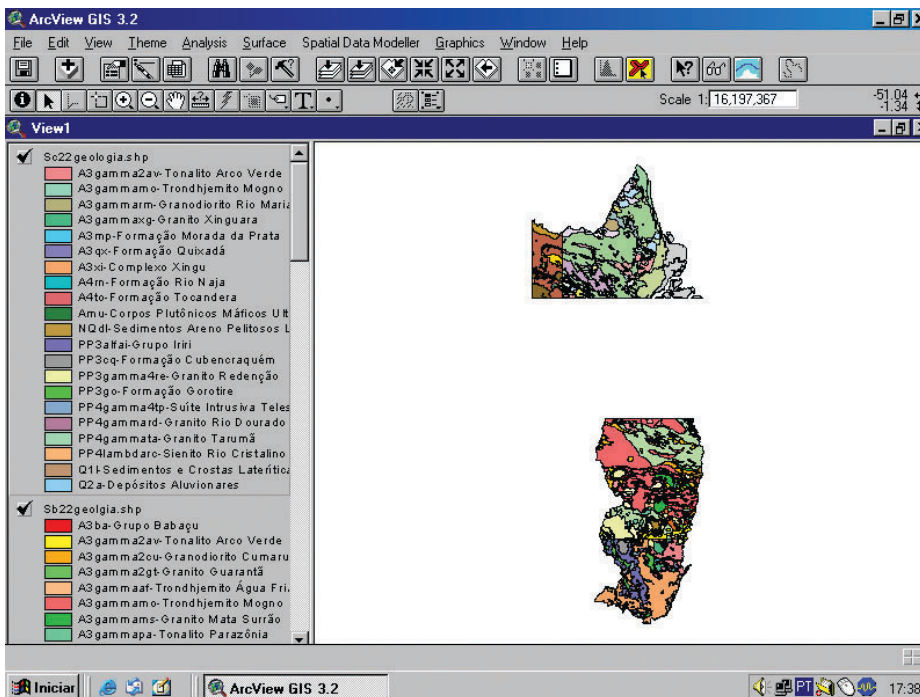 ArcView GIS 3.2
File Edit View Theme Analysis Surface Spatial Data Modeller Graphics Window Help
Scale 1: 16,197,367
-51.04
-1.34
View1
Sc22geologia.shp
A3gamma2av-Tonalito Arco Verde
A3gammamo-Trondhjemito Mogno
A3gammarm-Granodiorito Rio Maria
A3gammaxg-Granito Xinguara
A3mp-Formação Morada da Prata
A3qx-Formação Quixadá
A3xi-Complexo Xingu
A4rn-Formação Rio Naja
A4to-Formação Tocandera
Amu-Corpos Plutônicos Máficos Ult
NQdl-Sedimentos Areno Pelitosos L
PP3alfai-Grupo Iriri
PP3cq-Formação Cubencraquém
PP3gamma4re-Granito Redenção
PP3go-Formação Gorotire
PP4gamma4tp-Suíte Intrusiva Teles
PP4gammard-Granito Rio Dourado
PP4gammata-Granito Tarumã
PP4lambdarc-Sienito Rio Cristalino
Q1l-Sedimentos e Crostas Laterític
Q2a-Depósitos Aluvionares
Sb22geolgia.shp
A3ba-Grupo Babaçu
A3gamma2av-Tonalito Arco Verde
A3gamma2cu-Granodiorito Cumaru
A3gamma2gt-Granito Guarantã
A3gammaaf-Trondhjemito Água Fri
A3gammamo-Trondhjemito Mogno
A3gammams-Granito Mata Surrão
A3gammapa-Tonalito Parazônia
Iniciar
ArcView GIS 3.2
PT
17:39